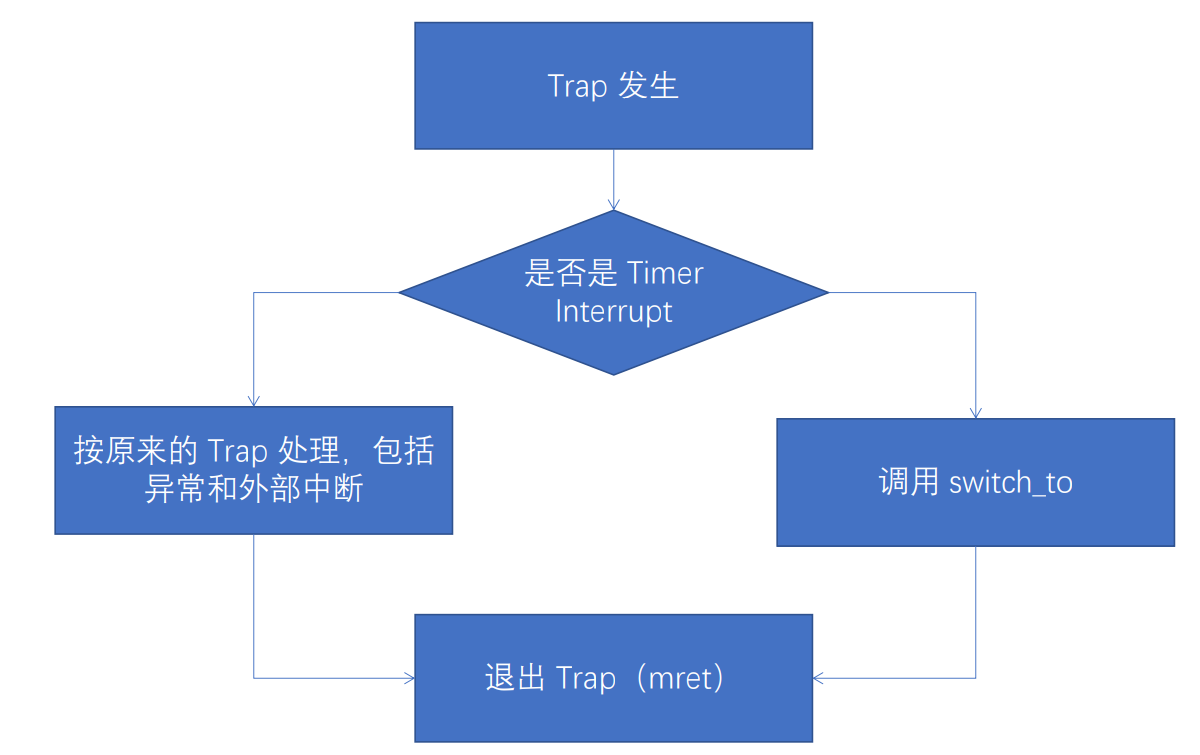 Trap 发生
是否是 Timer
Interrupt
按原来的 Trap 处理，包括
异常和外部中断
调用 switch_to
退出 Trap（mret）